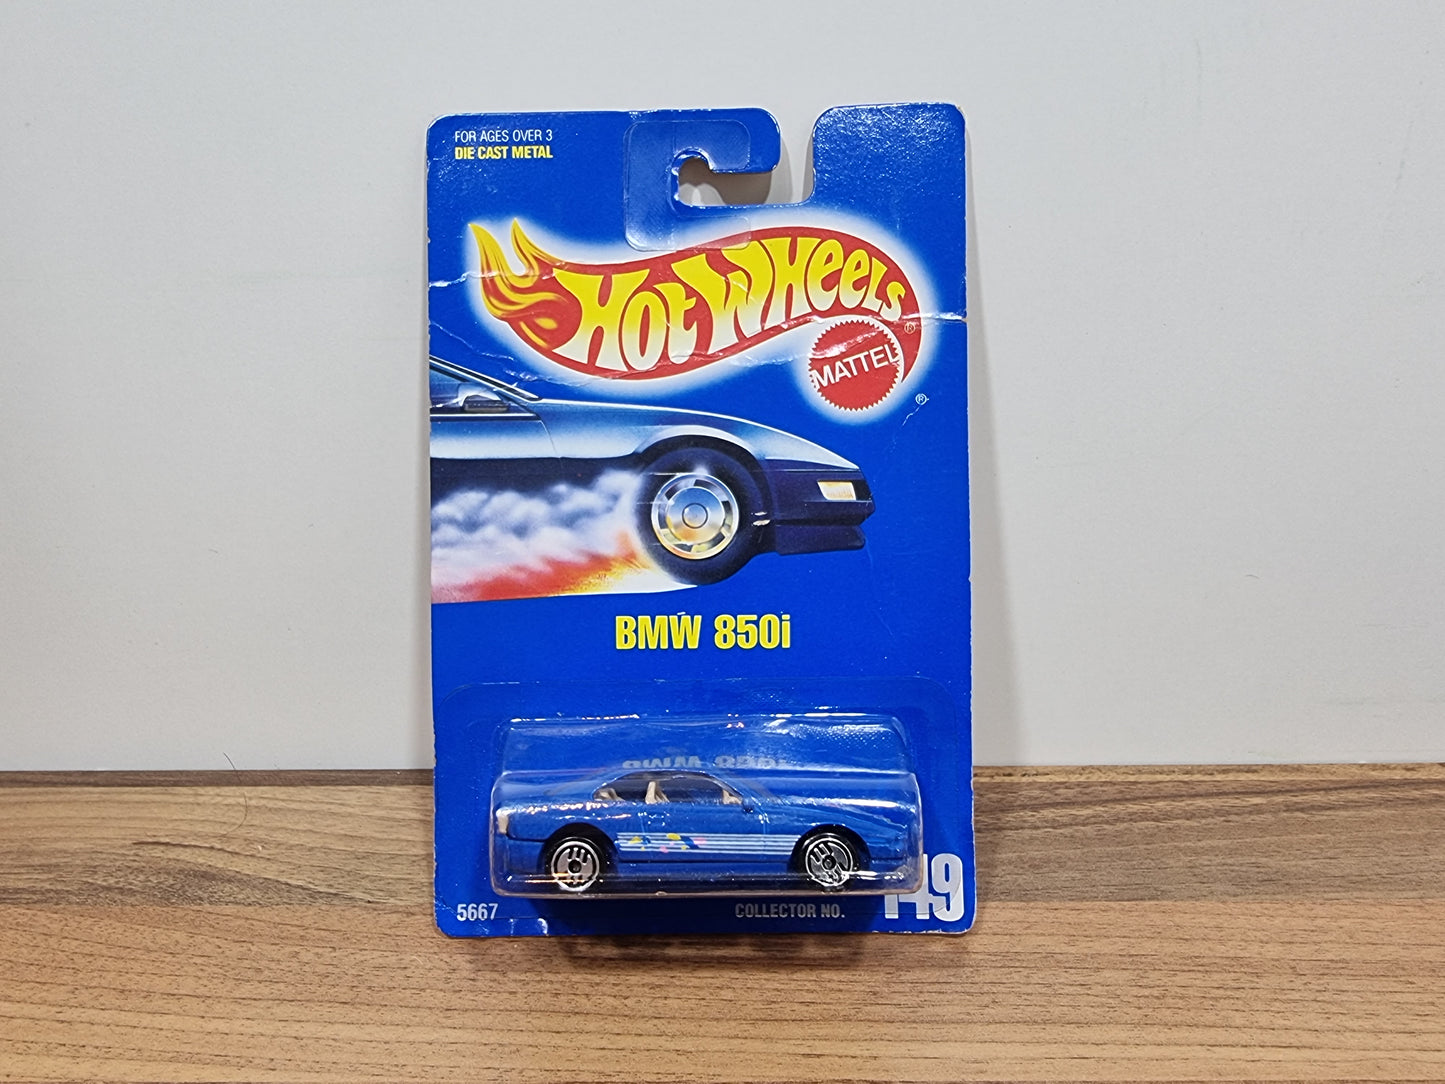 FOR AGES OVER 3
DIE CAST METAL
HOT WHEELS ®
MATTEL
®
BMW 850i
5667
COLLECTOR NO.
149